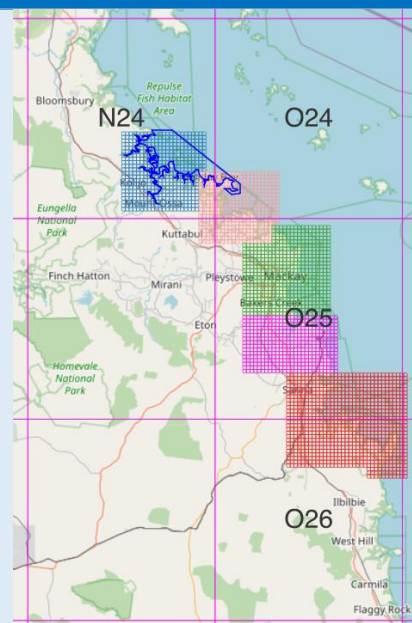 Repulse
Fish Habitat
Area
Bloomsbury
N24
O24
Eungella
National
Park
Kuttabul
Finch Hatton
Mirani
Pleystowe
Mackay
Bakers Creek
Eton
O25
Homevale
National
Park
Sarina
O26
Ilbilbie
West Hill
Carmila
Flaggy Rock